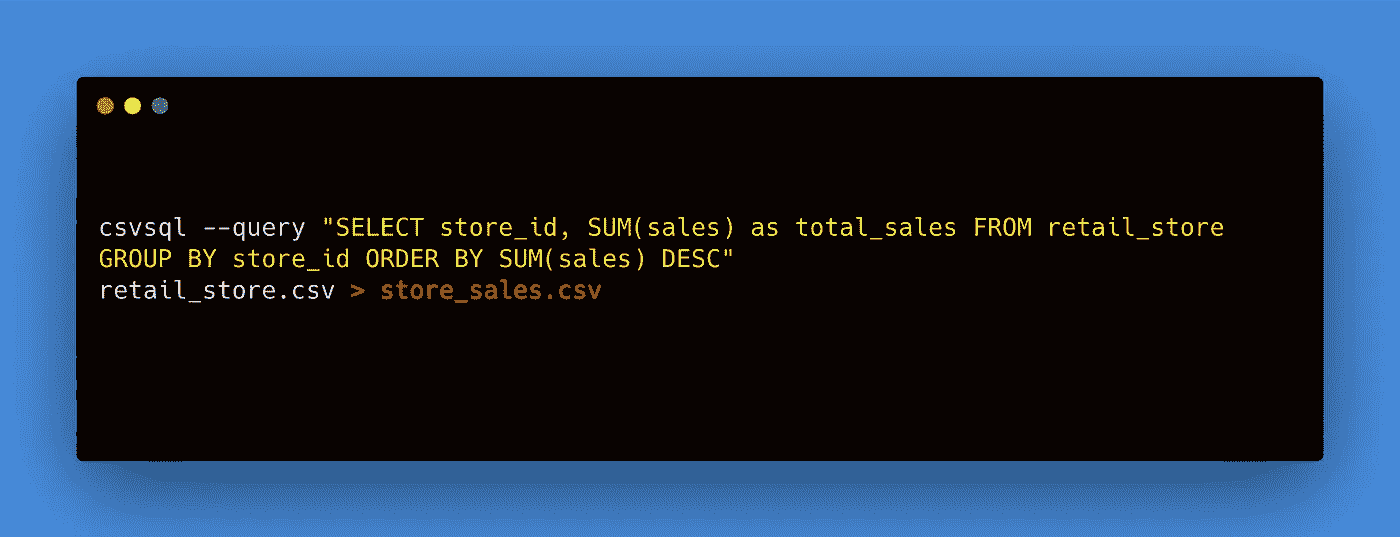 csvsql --query "SELECT store_id, SUM(sales) as total_sales FROM retail_store
GROUP BY store_id ORDER BY SUM(sales) DESC"
retail_store.csv > store_sales.csv